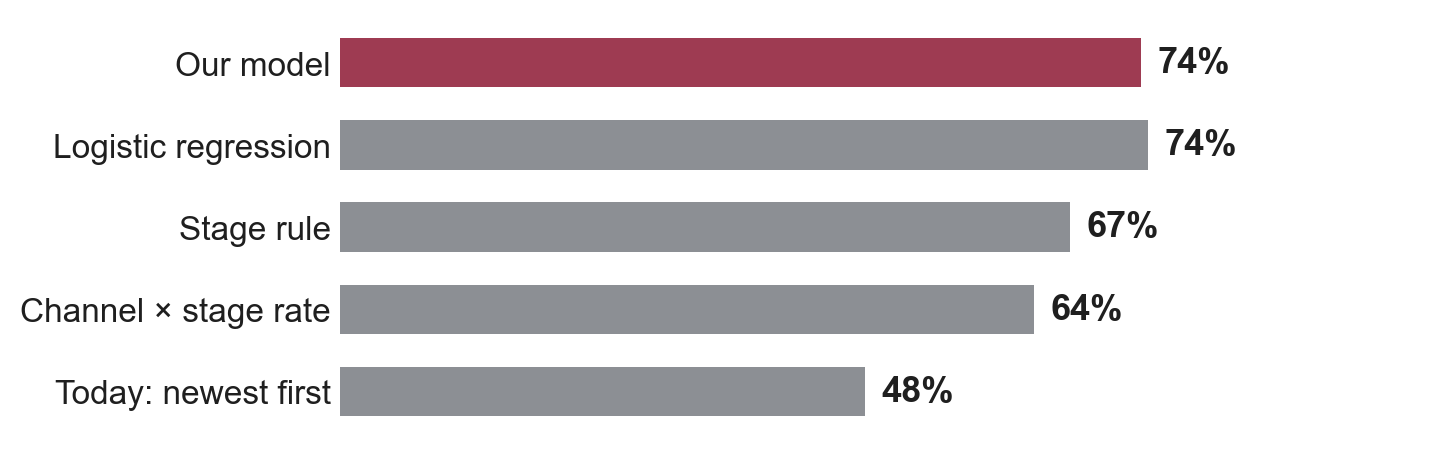 Our model 74%
Logistic regression 74%
Stage rule 67%
Channel × stage rate 64%
Today: newest first 48%